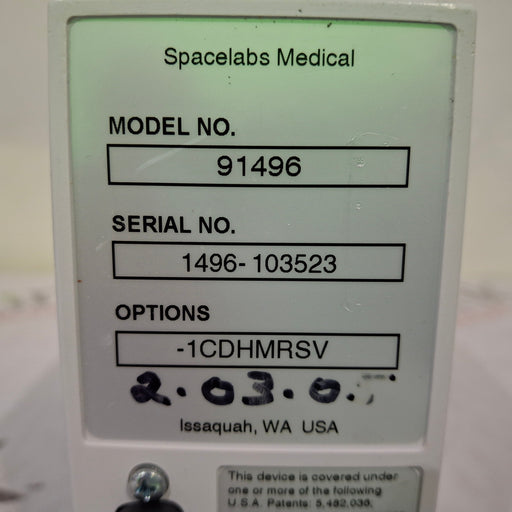 Spacelabs Medical
MODEL NO.
91496
SERIAL NO.
1496-103523
OPTIONS
-1CDHMRSV
2.03.0.
Issaquah, WA USA
This device is covered under
one or more of the following
U.S.A. Patents: 5,482,036,